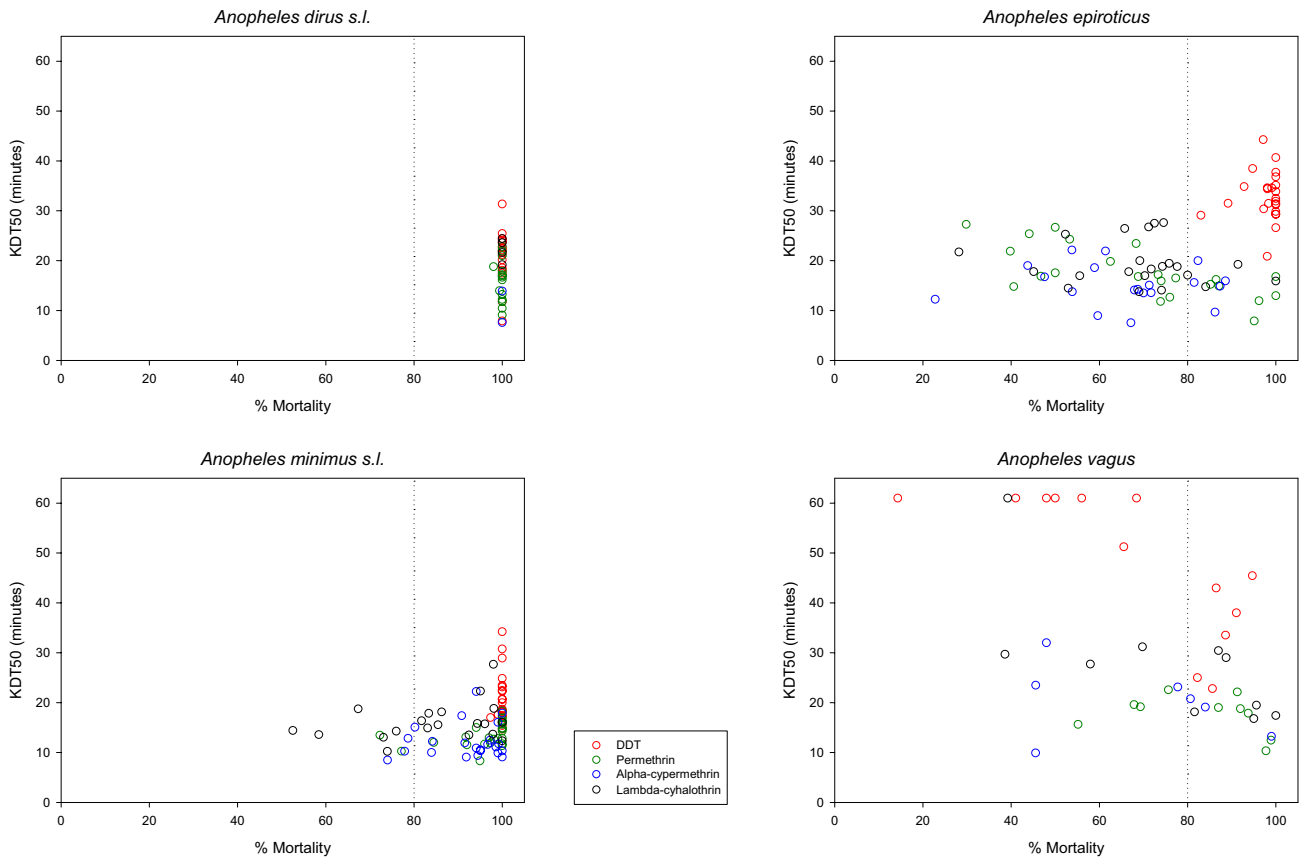 Anopheles dirus s.l.
60
50
40
30
20
10
0
KDT50 (minutes)
0 20 40 60 80 100
% Mortality
Anopheles epiroticus
60
50
40
30
20
10
0
KDT50 (minutes)
0 20 40 60 80 100
% Mortality
Anopheles minimus s.l.
60
50
40
30
20
10
0
KDT50 (minutes)
0 20 40 60 80 100
% Mortality
DDT
Permethrin
Alpha-cypermethrin
Lambda-cyhalothrin
Anopheles vagus
60
50
40
30
20
10
0
KDT50 (minutes)
0 20 40 60 80 100
% Mortality